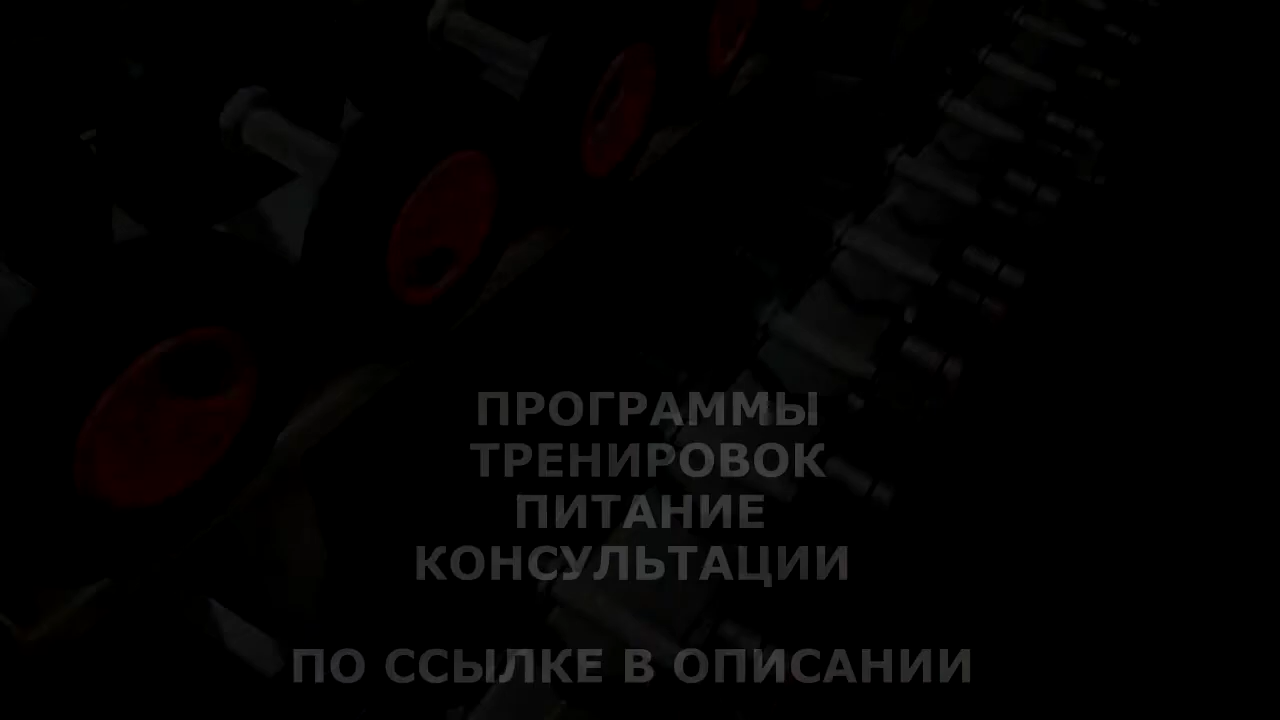 ПРОГРАММЫ
ТРЕНИРОВОК
ПИТАНИЕ
КОНСУЛЬТАЦИИ
ПО ССЫЛКЕ В ОПИСАНИИ